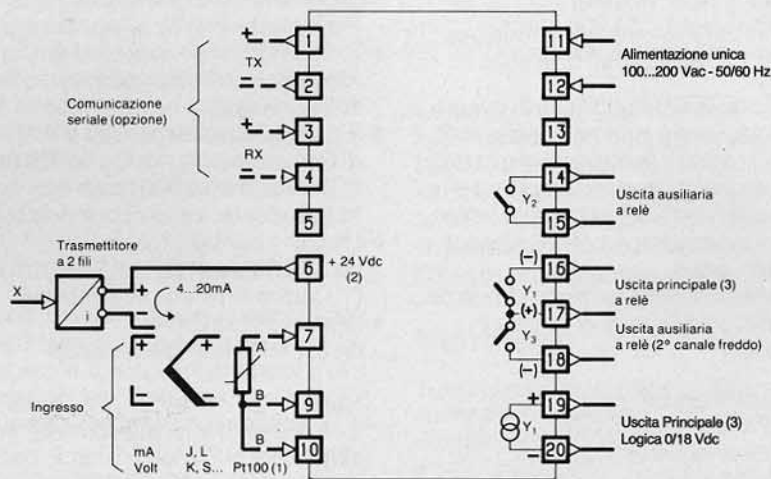 1
+
TX
2
−
Comunicazione
seriale (opzione)
3
+
RX
4
−
5
Trasmettitore
a 2 fili
6
+ 24 Vdc
(2)
X
+
4...20mA
i
−
7
+
+
A
Ingresso
−
−
B
9
B
10
mA
Volt
J, L
K, S...
Pt100 (1)
11
Alimentazione unica
100...200 Vac - 50/60 Hz
12
13
14
Y2
Uscita ausiliaria
a relè
15
(−)
16
Y1
Uscita principale (3)
a relè
(+)
17
Y3
Uscita ausiliaria
a relè (2° canale freddo)
18
(−)
+
19
Y1
Uscita Principale (3)
Logica 0/18 Vdc
−
20